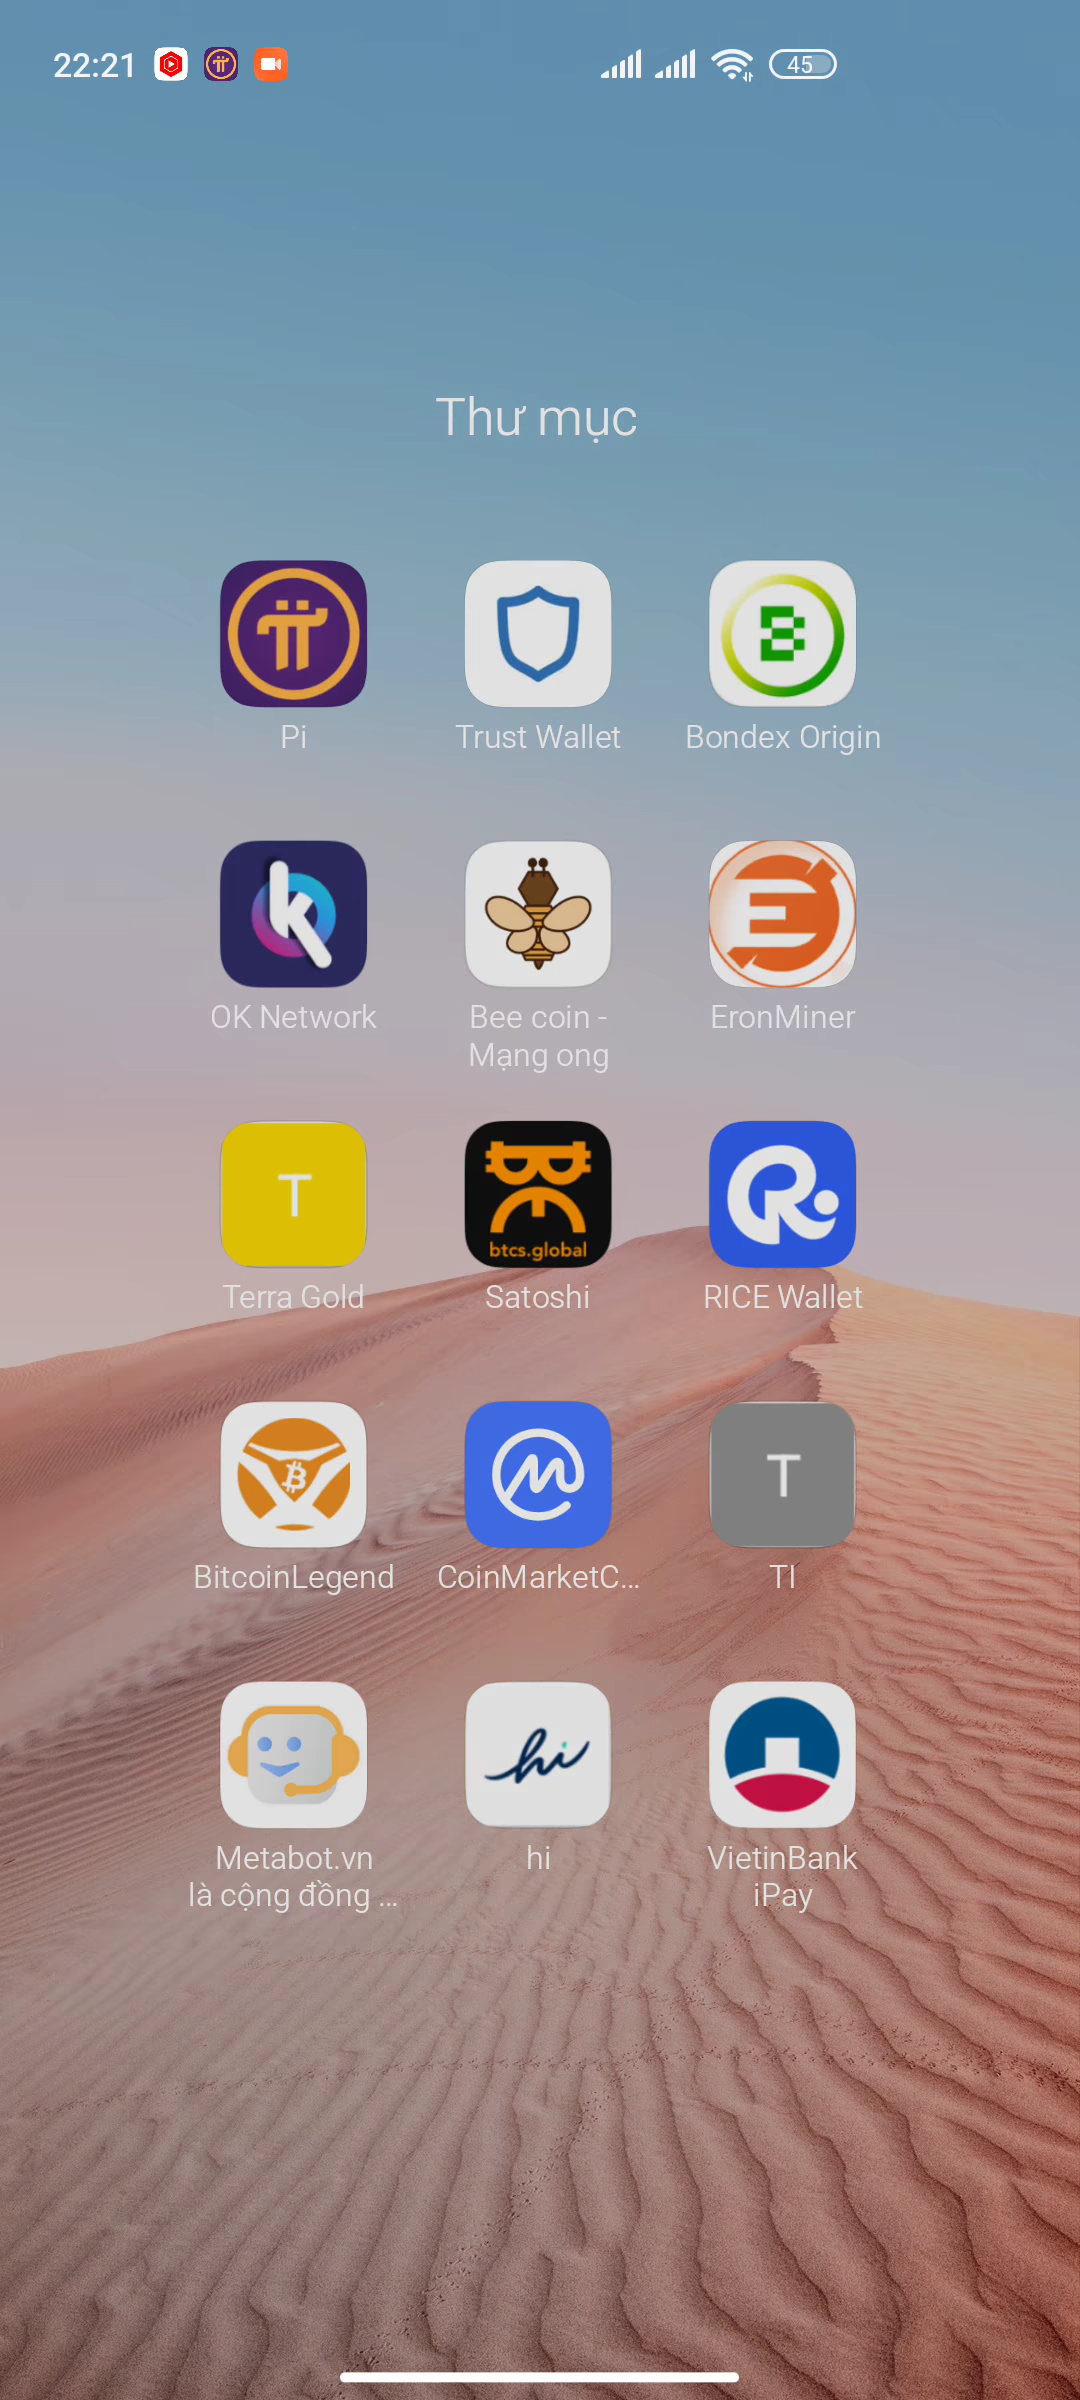 22:21
45
Thư mục
Pi
Trust Wallet
Bondex Origin
OK Network
Bee coin -
Mạng ong
EronMiner
T
btcs.global
Terra Gold
Satoshi
RICE Wallet
T
BitcoinLegend
CoinMarketC...
TI
hi
Metabot.vn
là cộng đồng ...
hi
VietinBank
iPay